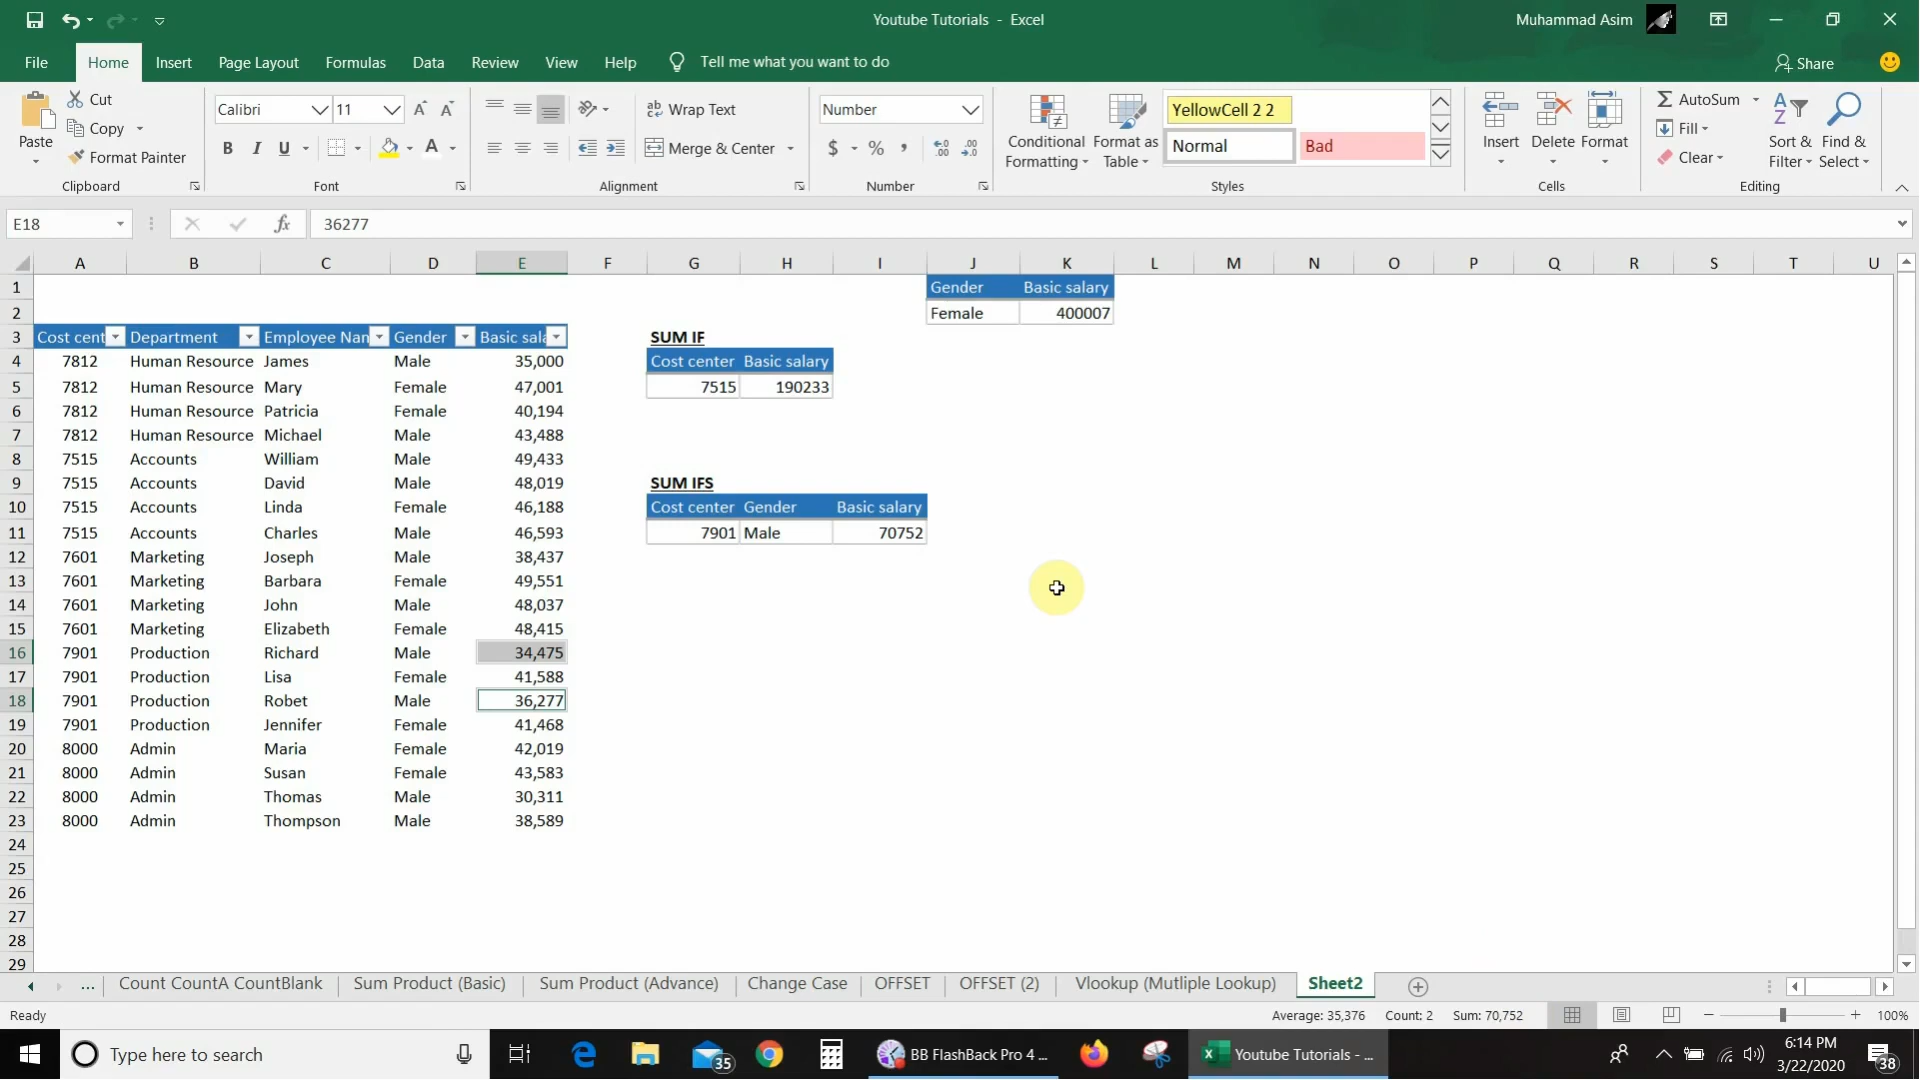 Youtube Tutorials - Excel
Muhammad Asim
File Home Insert Page Layout Formulas Data Review View Help Tell me what you want to do
Share
Paste
Cut
Copy
Format Painter
Clipboard
Calibri 11
B I U
Font
Wrap Text
Merge & Center
Alignment
Number
$ % ,
Number
Conditional Formatting
Format as Table
YellowCell 2 2
Normal Bad
Styles
Insert Delete Format
Cells
AutoSum
Fill
Clear
Sort & Filter
Find & Select
Editing
E18 fx 36277
A B C D E F G H I J K L M N O P Q R S T U
1 Gender Basic salary
2 Female 400007
3 Cost cent Department Employee Nan Gender Basic sala SUM IF
4 7812 Human Resource James Male 35,000 Cost center Basic salary
5 7812 Human Resource Mary Female 47,001 7515 190233
6 7812 Human Resource Patricia Female 40,194
7 7812 Human Resource Michael Male 43,488
8 7515 Accounts William Male 49,433
9 7515 Accounts David Male 48,019 SUM IFS
10 7515 Accounts Linda Female 46,188 Cost center Gender Basic salary
11 7515 Accounts Charles Male 46,593 7901 Male 70752
12 7601 Marketing Joseph Male 38,437
13 7601 Marketing Barbara Female 49,551
14 7601 Marketing John Male 48,037
15 7601 Marketing Elizabeth Female 48,415
16 7901 Production Richard Male 34,475
17 7901 Production Lisa Female 41,588
18 7901 Production Robet Male 36,277
19 7901 Production Jennifer Female 41,468
20 8000 Admin Maria Female 42,019
21 8000 Admin Susan Female 43,583
22 8000 Admin Thomas Male 30,311
23 8000 Admin Thompson Male 38,589
24
25
26
27
28
29
... Count CountA CountBlank Sum Product (Basic) Sum Product (Advance) Change Case OFFSET OFFSET (2) Vlookup (Mutliple Lookup) Sheet2
Ready Average: 35,376 Count: 2 Sum: 70,752 100%
Type here to search 35 BB FlashBack Pro 4 ... Youtube Tutorials - ... 6:14 PM
3/22/2020 38